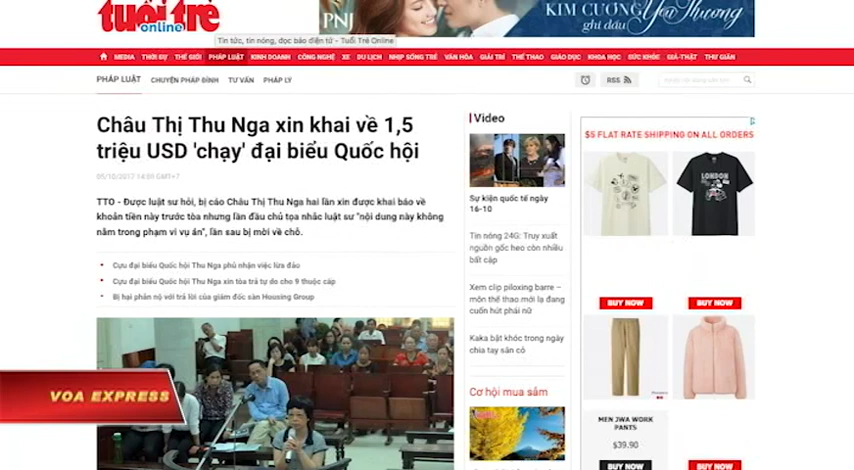 tuổi trẻ
online
PNJ
KIM CƯƠNG Yêu Thương
ghi dấu
Tin tức, tin nóng, đọc báo điện tử - Tuổi Trẻ Online
MEDIA THỜI SỰ THẾ GIỚI PHÁP LUẬT KINH DOANH CÔNG NGHỆ XE DU LỊCH NHỊP SỐNG TRẺ VĂN HÓA GIẢI TRÍ THỂ THAO GIÁO DỤC KHOA HỌC SỨC KHỎE GIẢ-THẬT THƯ GIÃN
PHÁP LUẬT CHUYỆN PHÁP ĐÌNH TƯ VẤN PHÁP LÝ
RSS
Châu Thị Thu Nga xin khai về 1,5
triệu USD 'chạy' đại biểu Quốc hội
05/10/2017 14:09 GMT+7
TTO - Được luật sư hỏi, bị cáo Châu Thị Thu Nga hai lần xin được khai báo về
khoản tiền này trước tòa nhưng lần đầu chủ tọa nhắc luật sư "nội dung này không
nằm trong phạm vi vụ án", lần sau bị mời về chỗ.
Cựu đại biểu Quốc hội Thu Nga phủ nhận việc lừa đảo
Cựu đại biểu Quốc hội Thu Nga xin tòa trả tự do cho 9 thuộc cấp
Bị hại phẫn nộ với trả lời của giám đốc sàn Housing Group
Video
Sự kiện quốc tế ngày
16-10
Tin nóng 24G: Truy xuất
nguồn gốc heo còn nhiều
bất cập
Xem clip piloxing barre –
môn thể thao mới lạ đang
cuốn hút phái nữ
Kaka bật khóc trong ngày
chia tay sân cỏ
Cơ hội mua sắm
$5 FLAT RATE SHIPPING ON ALL ORDERS
LONDON
BUY NOW
BUY NOW
MEN JWA WORK
PANTS
$39.90
BUY NOW
BUY NOW
VOA EXPRESS